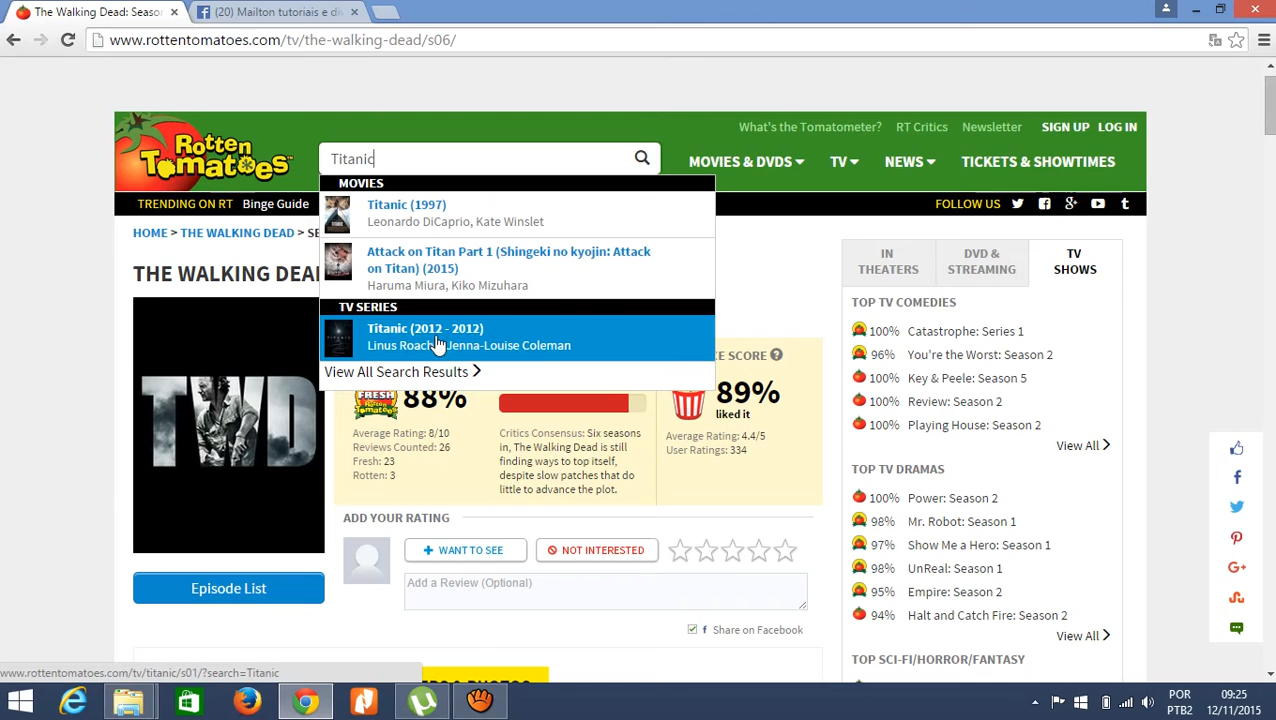 The Walking Dead: Seaso
(20) Mailton tutoriais e di
www.rottentomatoes.com/tv/the-walking-dead/s06/
What's the Tomatometer?
RT Critics
Newsletter
SIGN UP
LOG IN
Rotten
Tomatoes
Titanic
MOVIES & DVDS
TV
NEWS
TICKETS & SHOWTIMES
TRENDING ON RT
Binge Guide
FOLLOW US
MOVIES
Titanic (1997)
Leonardo DiCaprio, Kate Winslet
Attack on Titan Part 1 (Shingeki no kyojin: Attack
on Titan) (2015)
Haruma Miura, Kiko Mizuhara
TV SERIES
Titanic (2012 - 2012)
Linus Jenna-Louise Coleman
View All Search Results
HOME > THE WALKING DEAD > SE
THE WALKING DEAD
TWD
Episode List
E SCORE
FRESH
Rotten
Tomatoes
88%
Average Rating: 8/10
Reviews Counted: 26
Fresh: 23
Rotten: 3
Critics Consensus: Six seasons
in, The Walking Dead is still
finding ways to top itself,
despite slow patches that do
little to advance the plot.
89%
liked it
Average Rating: 4.4/5
User Ratings: 334
ADD YOUR RATING
WANT TO SEE
NOT INTERESTED
Add a Review (Optional)
Share on Facebook
IN
THEATERS
DVD &
STREAMING
TV
SHOWS
TOP TV COMEDIES
100% Catastrophe: Series 1
96% You're the Worst: Season 2
94% Key & Peele: Season 5
100% Review: Season 2
100% Playing House: Season 2
View All
TOP TV DRAMAS
100% Power: Season 2
98% Mr. Robot: Season 1
97% Show Me a Hero: Season 1
98% UnReal: Season 1
95% Empire: Season 2
94% Halt and Catch Fire: Season 2
View All
TOP SCI-FI/HORROR/FANTASY
www.rottentomatoes.com/tv/titanic/s01/?search=Titanic
POR
PTB2
09:25
12/11/2015